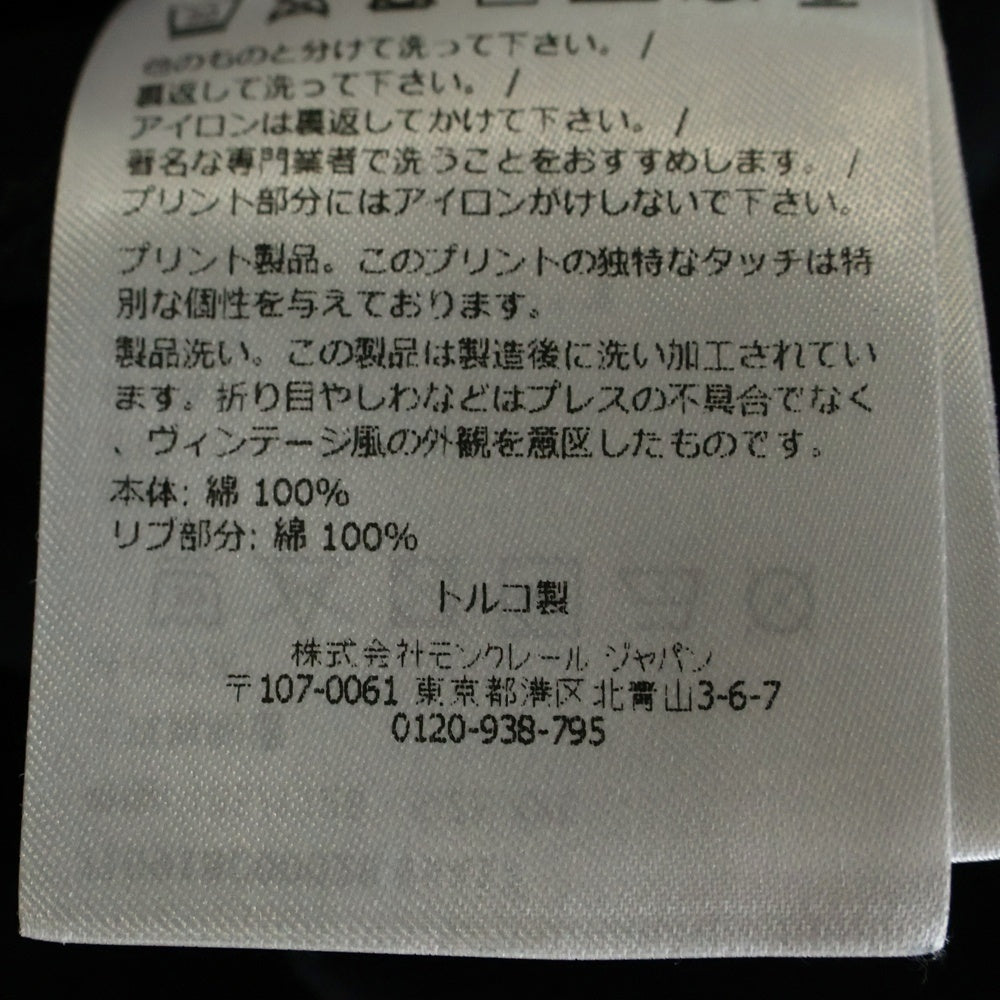 のものと分けて洗って下さい。 /
裏返して洗って下さい。 /
アイロンは裏返してかけて下さい。 /
著名な専門業者で洗うことをおすすめします。 /
プリント部分にはアイロンがけしないで下さい。
プリント製品。このプリントの独特なタッチは特
別な個性を与えております。
製品洗い。この製品は製造後に洗い加工されてい
ます。折り目やしわなどはプレスの不具合でなく
、ヴィンテージ風の外観を意図したものです。
本体: 綿 100%
リブ部分: 綿 100%
トルコ製
株式会社モンクレール ジャパン
〒107-0061 東京都港区北青山3-6-7
0120-938-795